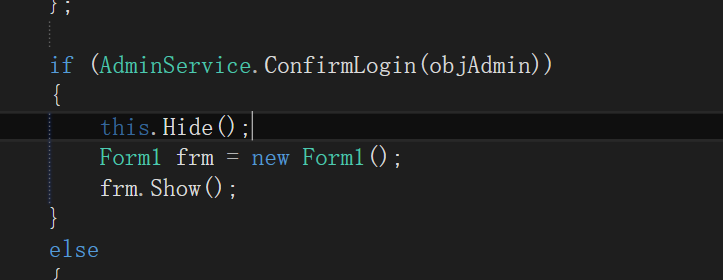 };
if (AdminService.ConfirmLogin(objAdmin))
{
this.Hide();
Form1 frm = new Form1();
frm.Show();
}
else
{